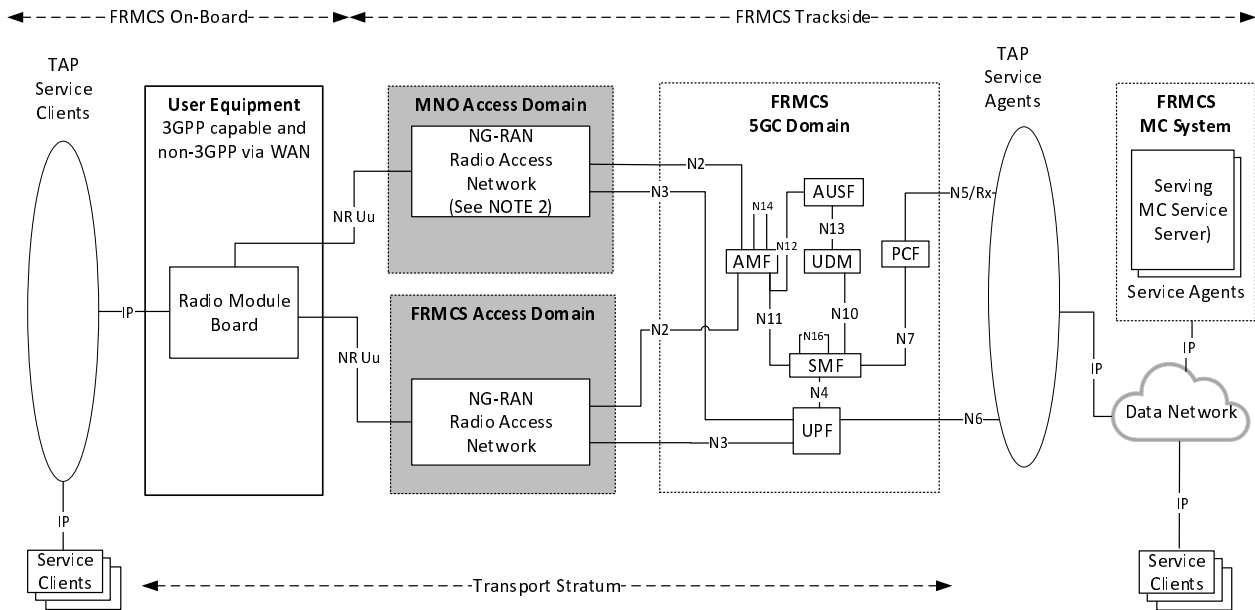 FRMCS On-Board
FRMCS Trackside
TAP
Service
Clients
User Equipment
3GPP capable and
non-3GPP via WAN
Radio Module
Board
IP
IP
Service
Clients
NR Uu
NR Uu
MNO Access Domain
NG-RAN
Radio Access
Network
(See NOTE 2)
FRMCS Access Domain
NG-RAN
Radio Access
Network
N2
N3
N2
N3
FRMCS
5GC Domain
N14
N12
AUSF
N13
AMF
UDM
PCF
N11
N10
N16
N7
SMF
N4
UPF
N5/Rx
N6
TAP
Service
Agents
IP
FRMCS
MC System
Serving
MC Service
Server)
Service Agents
IP
Data Network
IP
Service
Clients
Transport Stratum